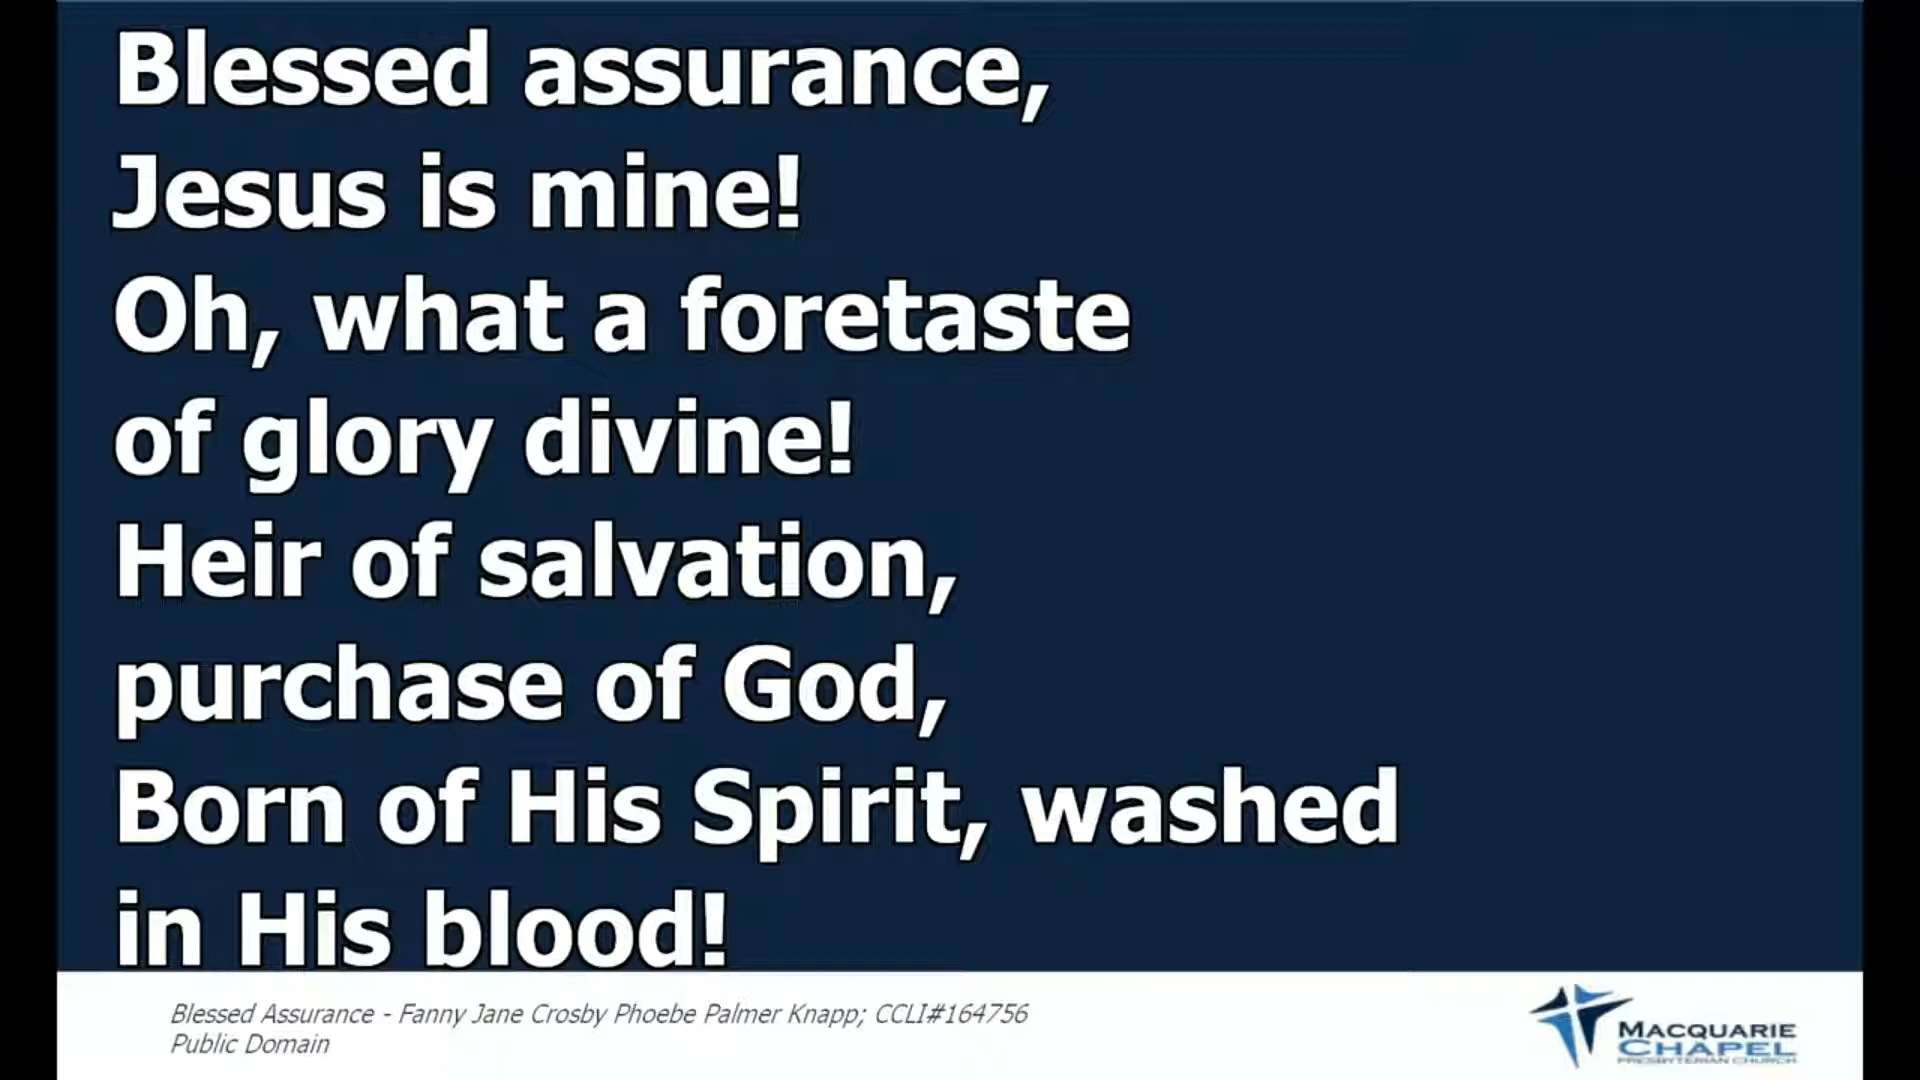 Blessed assurance,
Jesus is mine!
Oh, what a foretaste
of glory divine!
Heir of salvation,
purchase of God,
Born of His Spirit, washed
in His blood!
Blessed Assurance - Fanny Jane Crosby Phoebe Palmer Knapp; CCLI#164756
Public Domain
MACQUARIE
CHAPEL
PRESBYTERIAN CHURCH